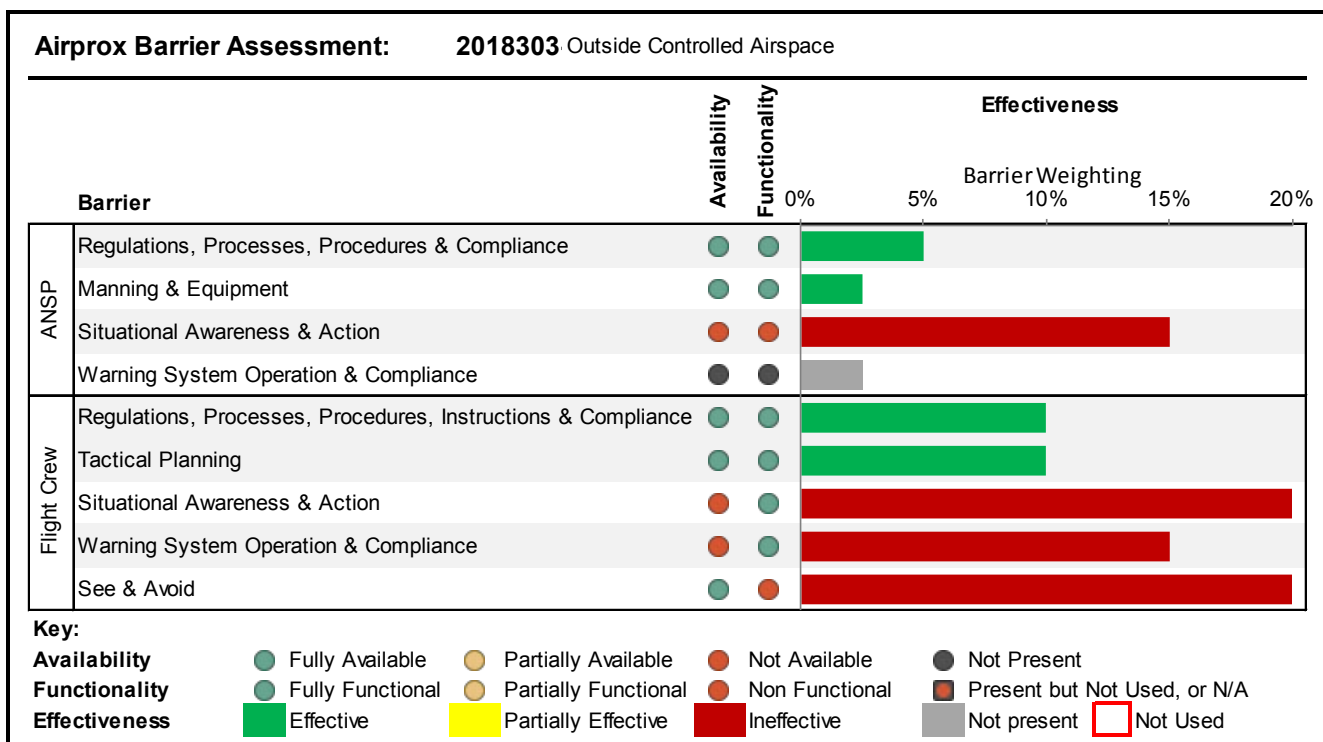 Airprox Barrier Assessment: 2018303 Outside Controlled Airspace
Availability
Functionality
Effectiveness
Barrier Weighting
Barrier
0% 5% 10% 15% 20%
ANSP
Regulations, Processes, Procedures & Compliance
Manning & Equipment
Situational Awareness & Action
Warning System Operation & Compliance
Flight Crew
Regulations, Processes, Procedures, Instructions & Compliance
Tactical Planning
Situational Awareness & Action
Warning System Operation & Compliance
See & Avoid
Key:
Availability Fully Available Partially Available Not Available Not Present
Functionality Fully Functional Partially Functional Non Functional Present but Not Used, or N/A
Effectiveness Effective Partially Effective Ineffective Not present Not Used